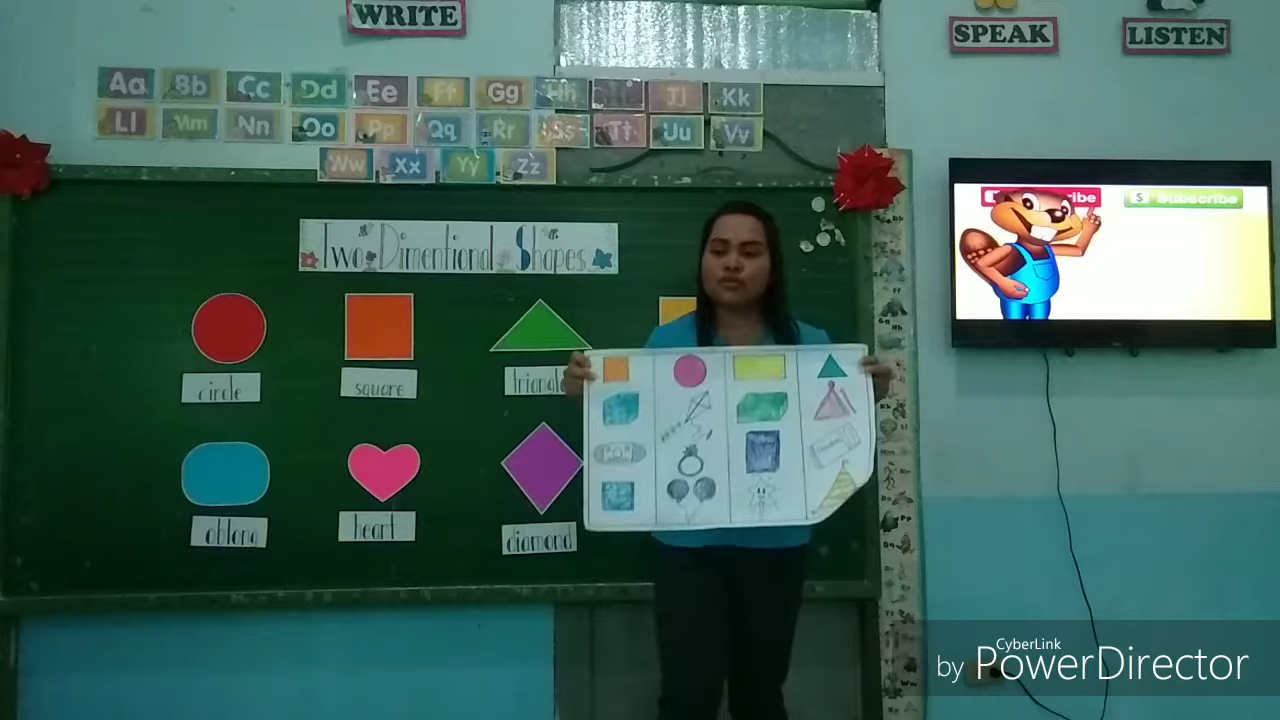 WRITE
SPEAK
LISTEN
Aa Bb Cc Dd Ee Ff Gg Hh Jj Kk
Ll Mm Nn Oo Pp Qq Rr Ss Tt Uu Vv
Ww Xx Yy Zz
Two Dimentional Shapes
Subscribe
circle
square
triangle
oblong
heart
diamond
CyberLink
by PowerDirector